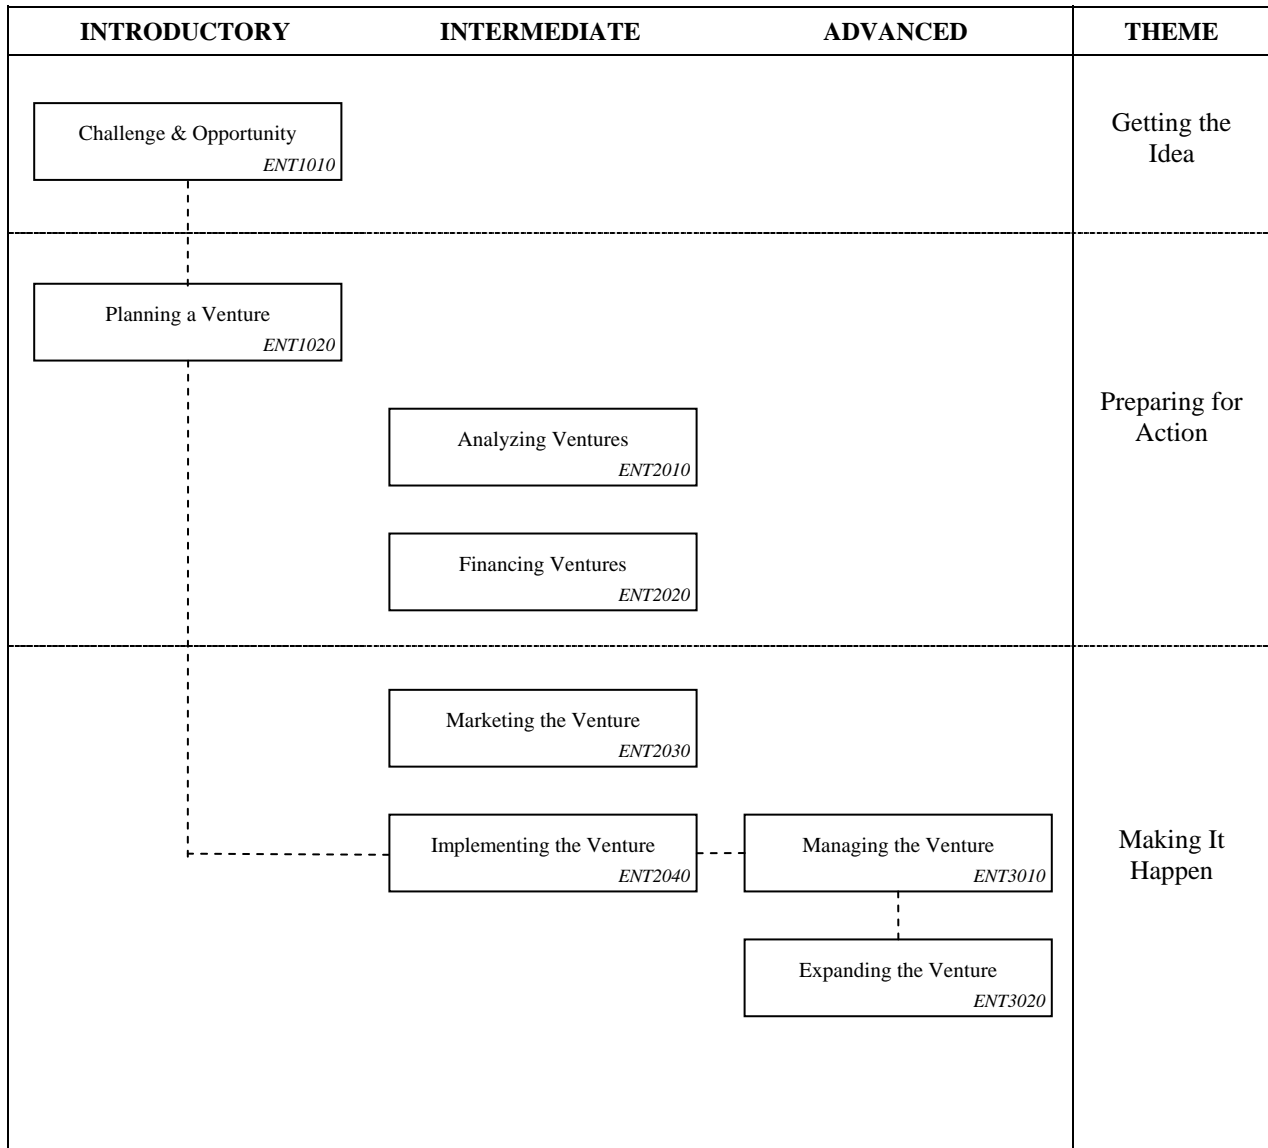 INTRODUCTORY INTERMEDIATE ADVANCED THEME
Challenge & Opportunity
ENT1010
Getting the
Idea
Planning a Venture
ENT1020
Analyzing Ventures
ENT2010
Financing Ventures
ENT2020
Preparing for
Action
Marketing the Venture
ENT2030
Implementing the Venture
ENT2040
Managing the Venture
ENT3010
Expanding the Venture
ENT3020
Making It
Happen